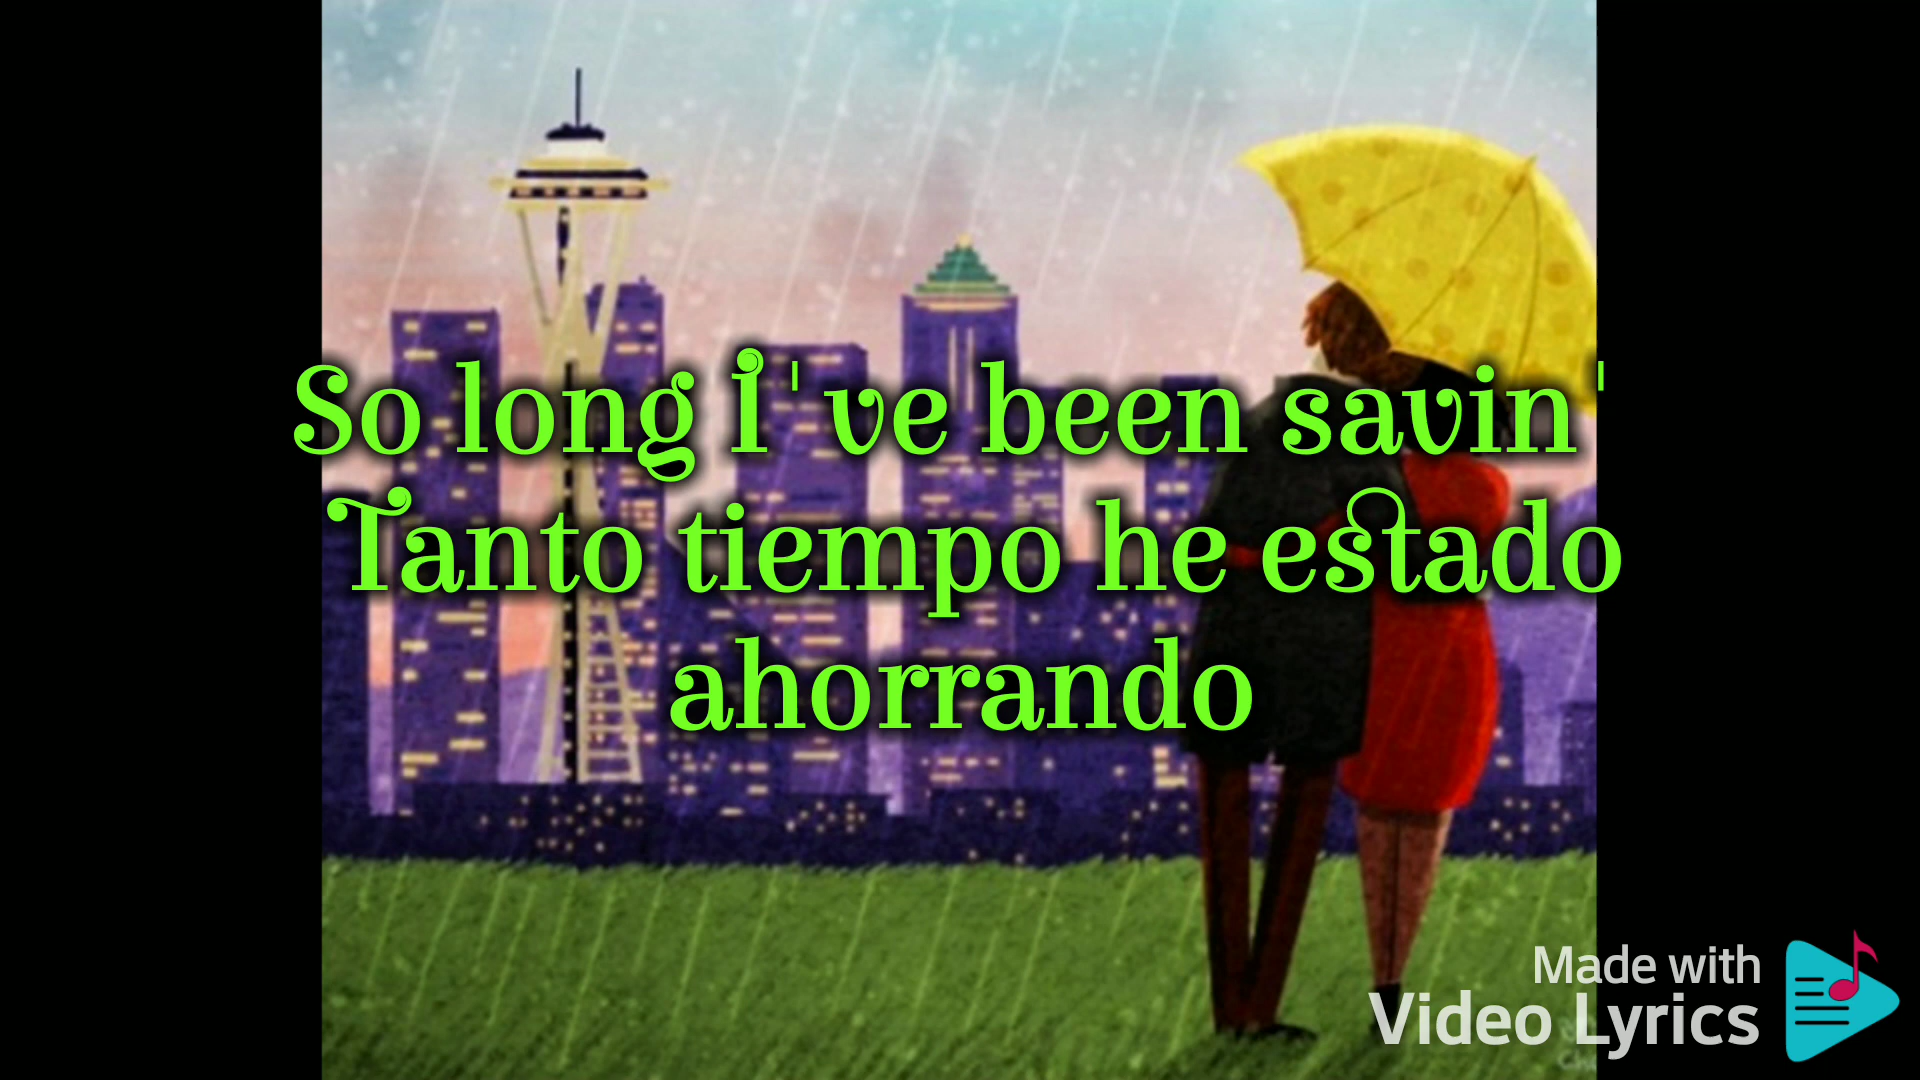 So long I've been savin'
Tanto tiempo he estado
ahorrando
Made with
Video Lyrics